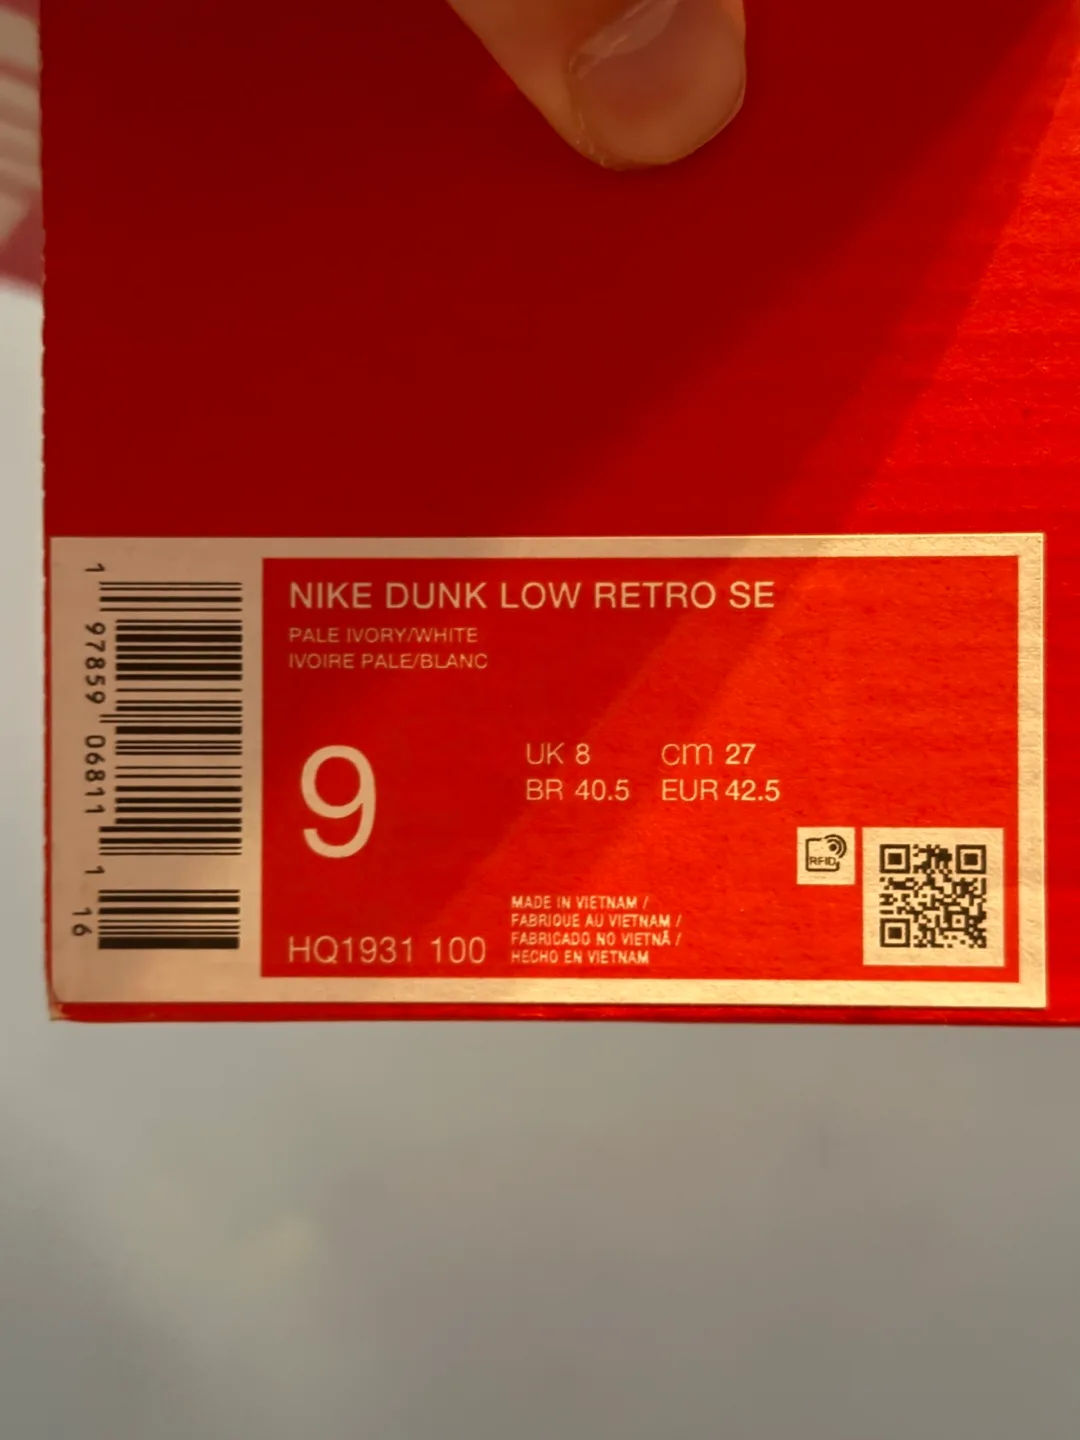 1 97859 06811 1
16
NIKE DUNK LOW RETRO SE
PALE IVORY/WHITE
IVOIRE PALE/BLANC
9
UK 8 cm 27
BR 40.5 EUR 42.5
RFID
HQ1931 100
MADE IN VIETNAM /
FABRIQUE AU VIETNAM /
FABRICADO NO VIETNÃ /
HECHO EN VIETNAM